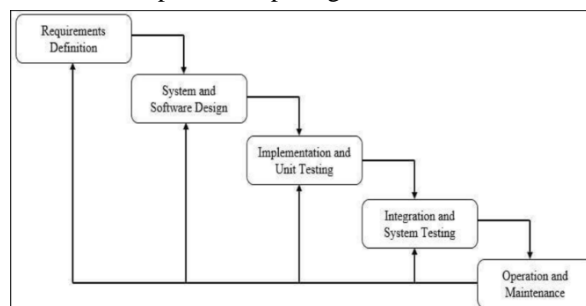 Requirements
Definition
System and
Software Design
Implementation and
Unit Testing
Integration and
System Testing
Operation and
Maintenance